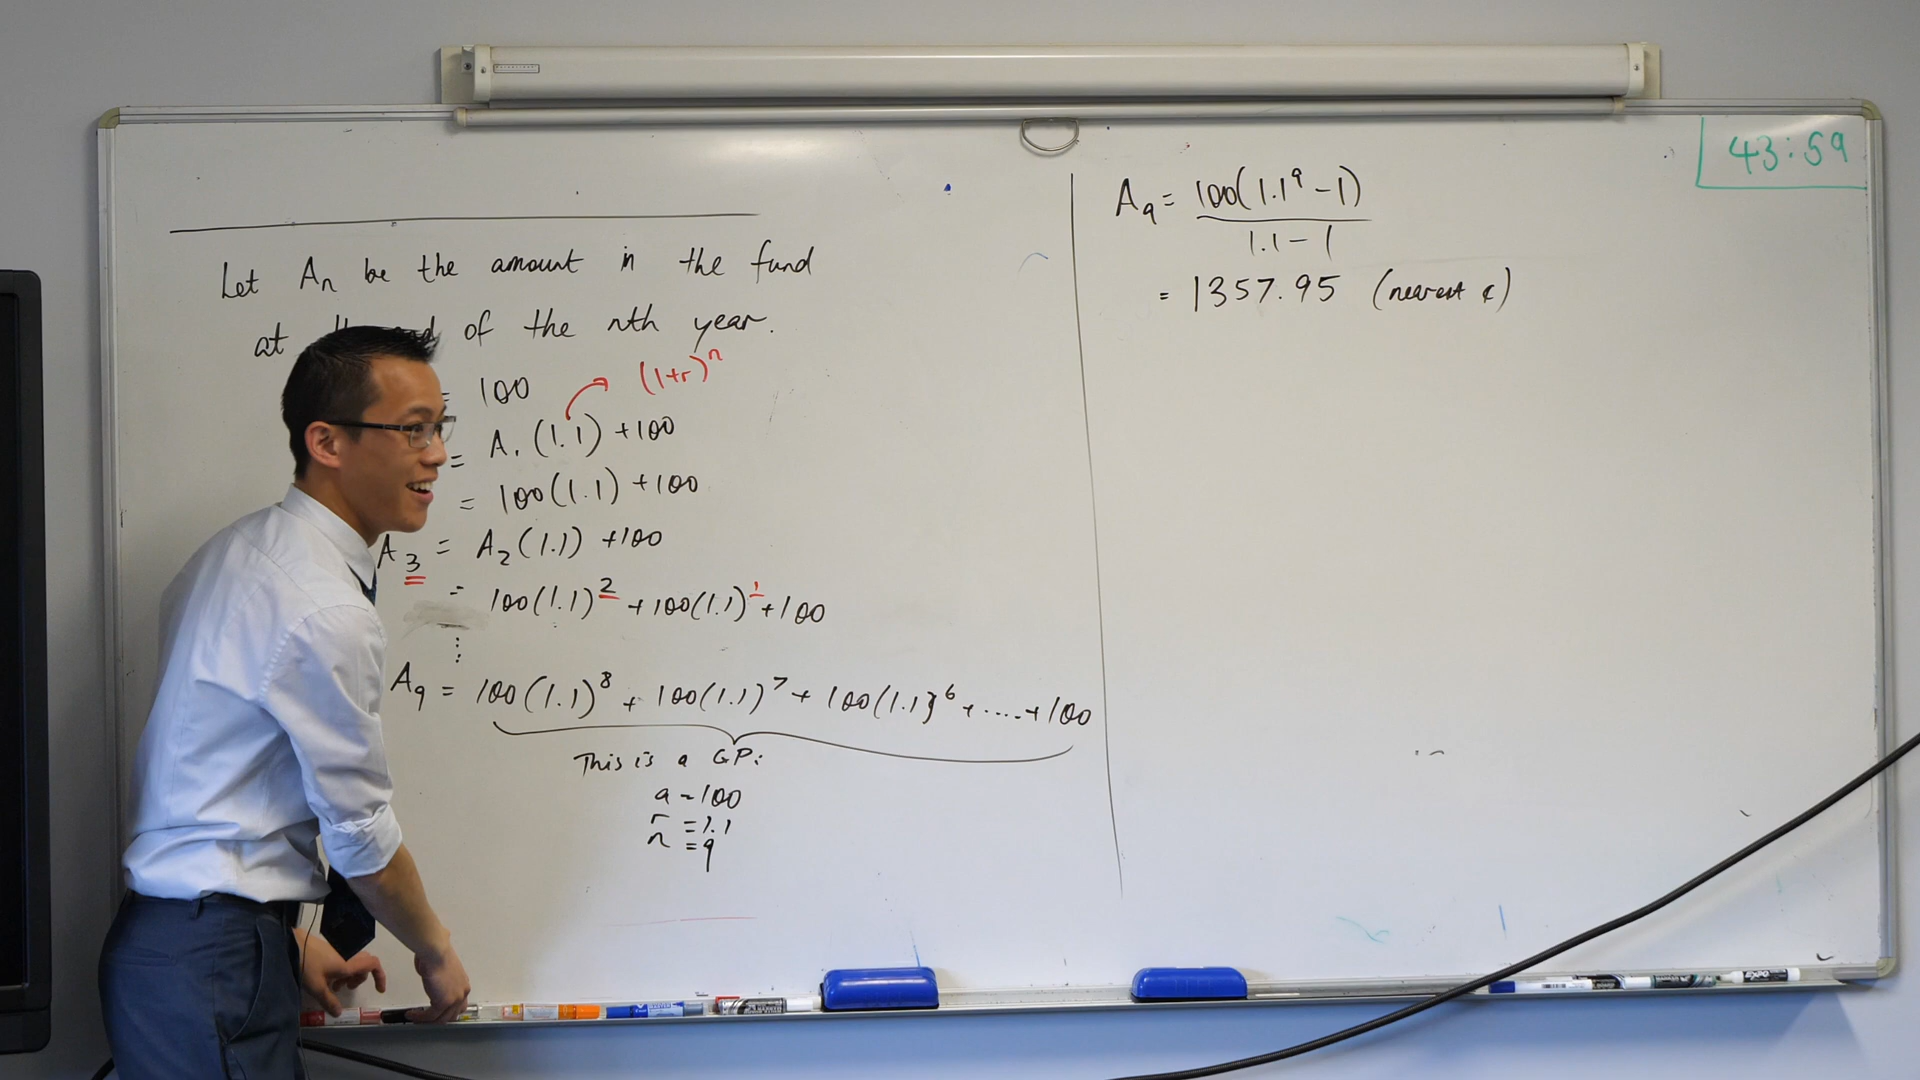 Let An be the amount in the fund
at end of the nth year.
= 100
(1+r)^n
= A1 (1.1) +100
= 100(1.1) +100
A3 = A2(1.1) +100
= 100(1.1)^2 + 100(1.1)^1 +100
⋮
A9 = 100(1.1)^8 + 100(1.1)^7 + 100(1.1)^6 + .... + 100
This is a GP:
a = 100
r = 1.1
n = 9
A9 = 100(1.1^9 - 1)
1.1 - 1
= 1357.95 (nearest ¢)
43:59
EXPO